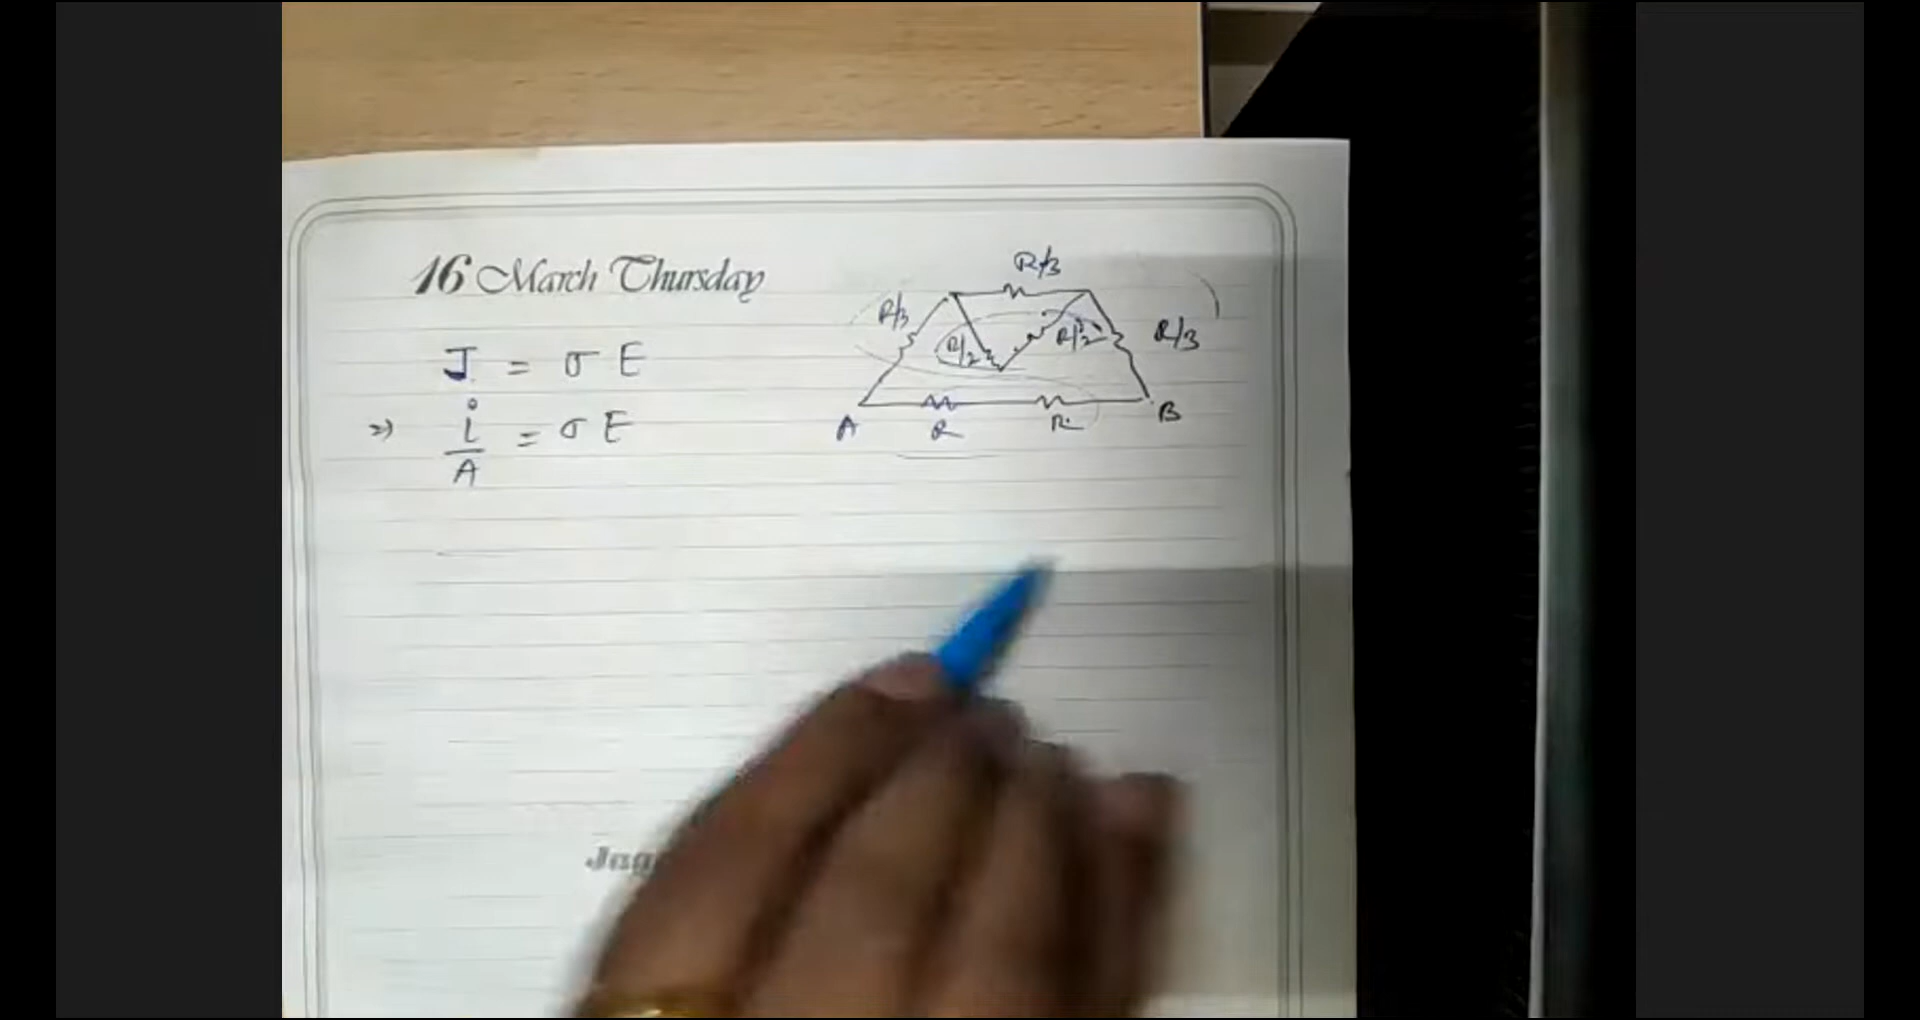 16 March Thursday
J = σ E
=> i/A = σ E
R/3
R/3
R/3
R/2
R/2
A
R
R
B